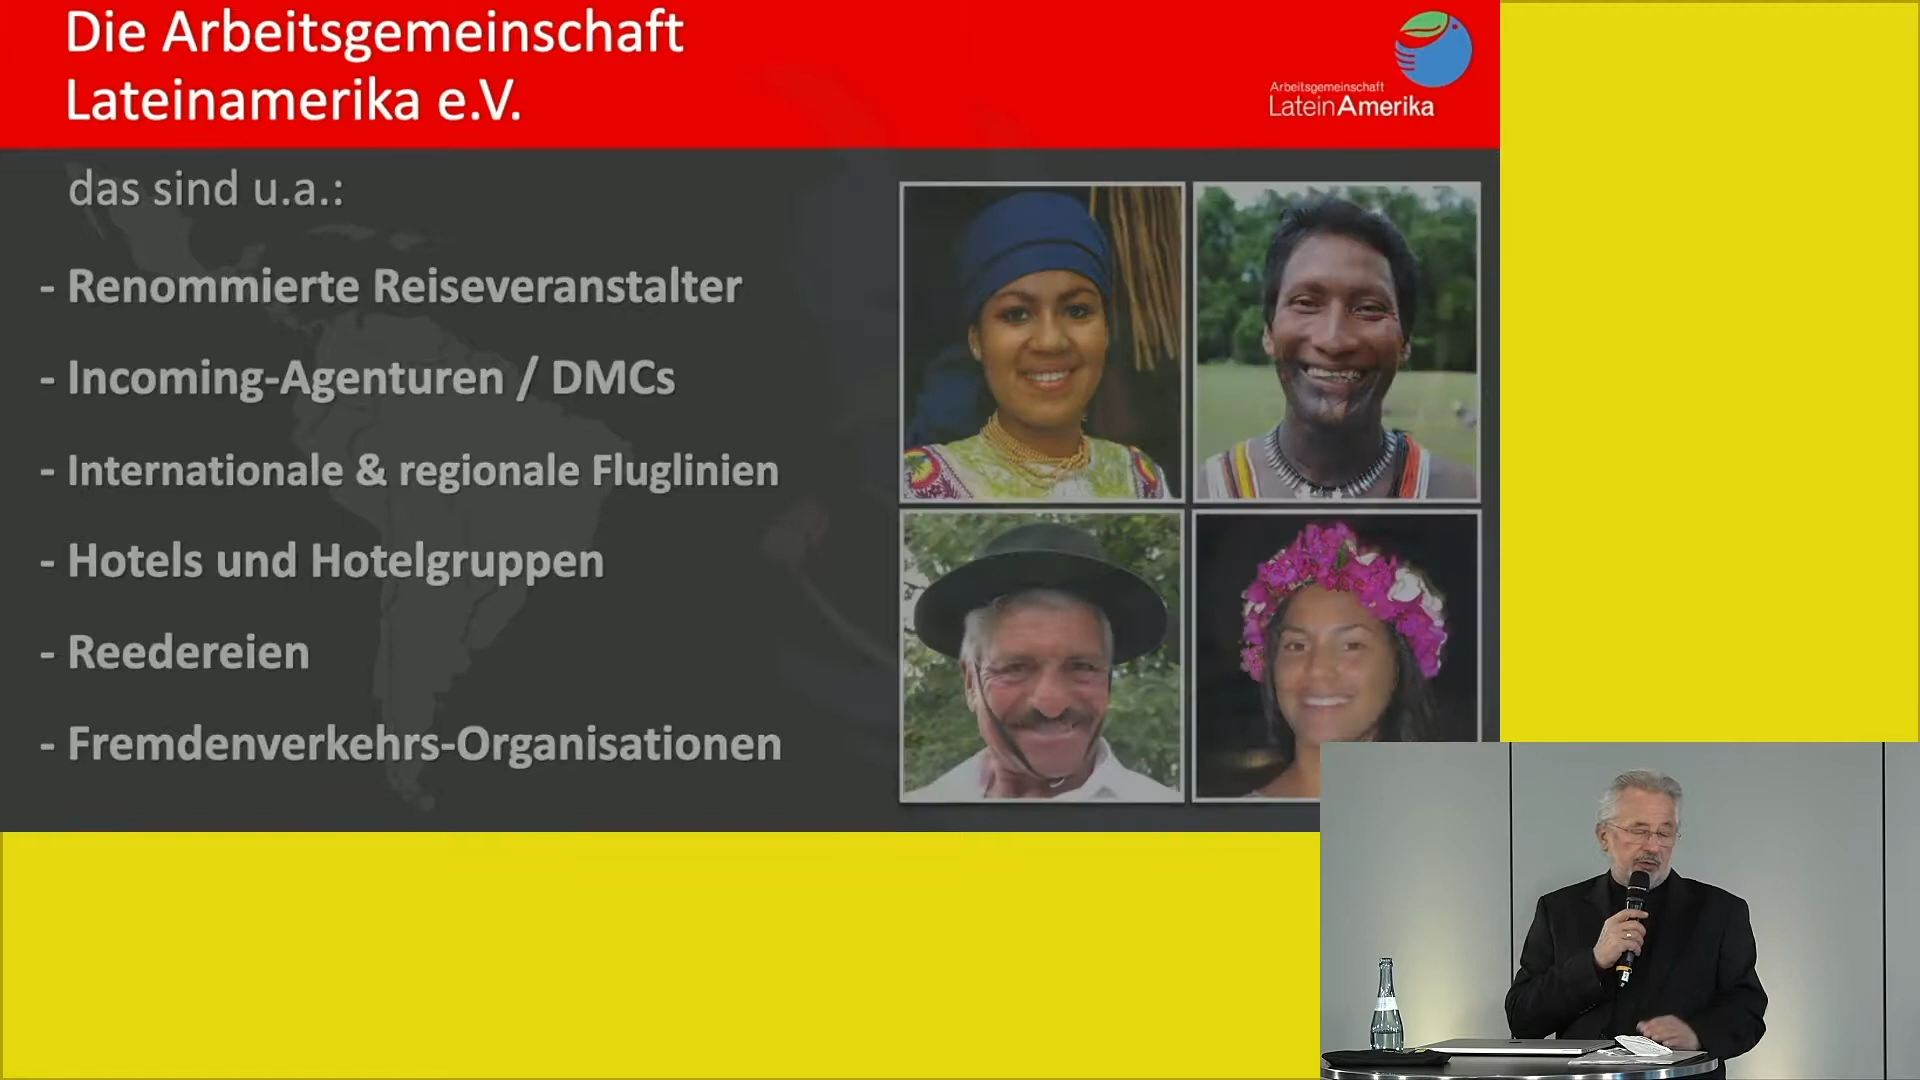 Die Arbeitsgemeinschaft
Lateinamerika e.V.
Arbeitsgemeinschaft
LateinAmerika
das sind u.a.:
- Renommierte Reiseveranstalter
- Incoming-Agenturen / DMCs
- Internationale & regionale Fluglinien
- Hotels und Hotelgruppen
- Reedereien
- Fremdenverkehrs-Organisationen